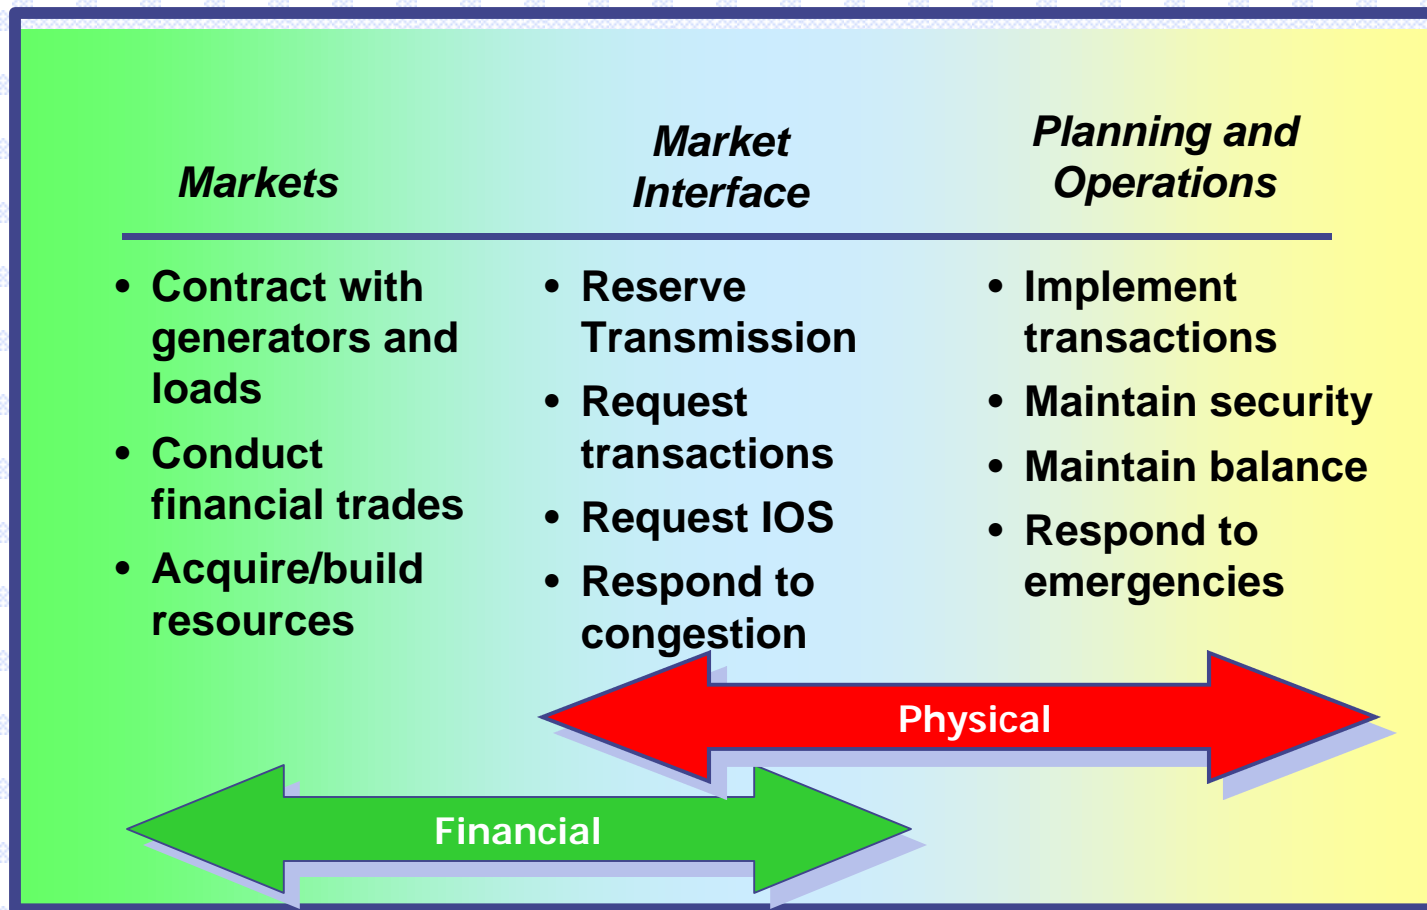 Markets
Market
Interface
Planning and
Operations
• Contract with
generators and
loads
• Conduct
financial trades
• Acquire/build
resources
• Reserve
Transmission
• Request
transactions
• Request IOS
• Respond to
congestion
• Implement
transactions
• Maintain security
• Maintain balance
• Respond to
emergencies
Physical
Financial